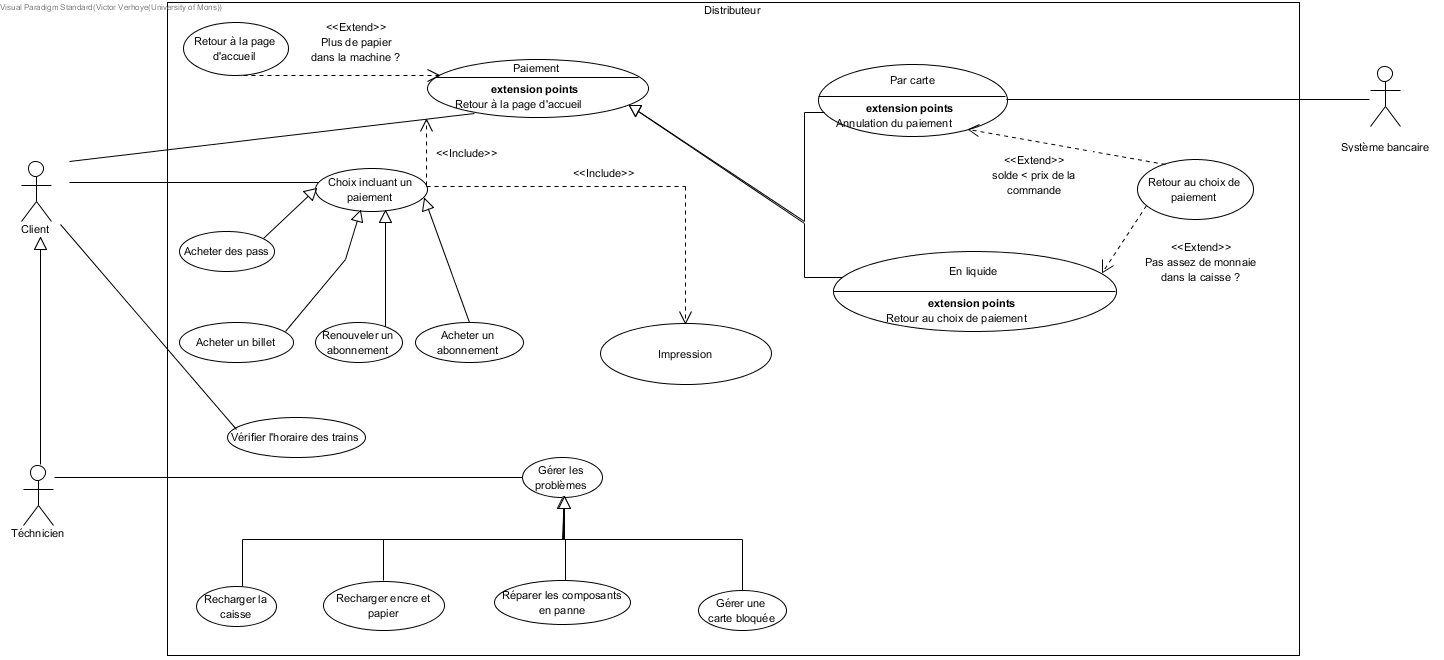 Visual Paradigm Standard(Victor Verhoye(University of Mons))
Distributeur
Retour à la page
d'accueil
<<Extend>>
Plus de papier
dans la machine ?
Paiement
extension points
Retour à la page d'accueil
Par carte
extension points
Annulation du paiement
Système bancaire
<<Include>>
<<Extend>>
solde < prix de la
commande
Retour au choix de
paiement
Client
Choix incluant un
paiement
<<Include>>
Acheter des pass
<<Extend>>
Pas assez de monnaie
dans la caisse ?
En liquide
extension points
Retour au choix de paiement
Acheter un billet
Renouveler un
abonnement
Acheter un
abonnement
Impression
Vérifier l'horaire des trains
Téchnicien
Gérer les
problèmes
Recharger la
caisse
Recharger encre et
papier
Réparer les composants
en panne
Gérer une
carte bloquée